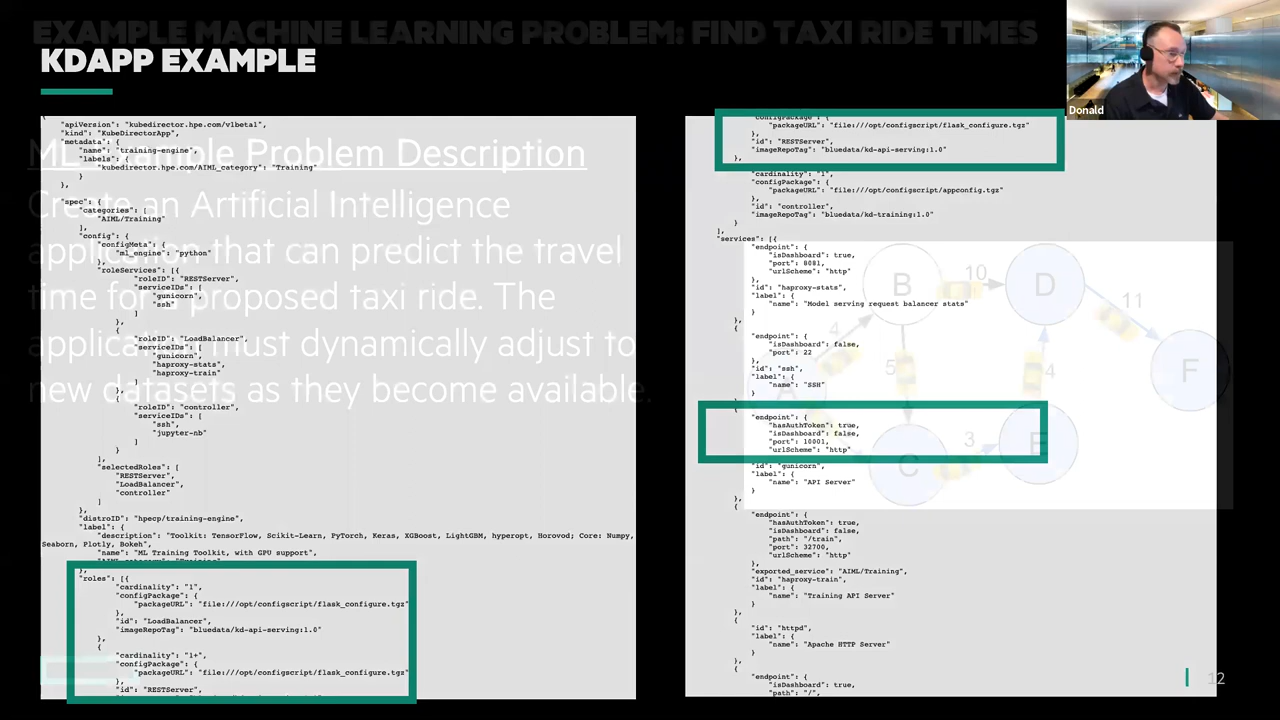 EXAMPLE MACHINE LEARNING PROBLEM: FIND TAXI RIDE TIMES
KDAPP EXAMPLE
Donald
{
"apiVersion": "kubedirector.hpe.com/v1beta1",
"kind": "KubeDirectorApp",
"metadata": {
"name": "training-engine",
"labels": {
"kubedirector.hpe.com/AIML_category": "Training"
}
},
"spec": {
"categories": [
"AIML/Training"
],
"config": {
"configMeta": {
"ml_engine": "python"
},
"roleServices": [{
"roleID": "RESTServer",
"serviceIDs": [
"gunicorn",
"ssh"
]
},
{
"roleID": "LoadBalancer",
"serviceIDs": [
"gunicorn",
"haproxy-stats",
"haproxy-train"
]
},
{
"roleID": "controller",
"serviceIDs": [
"ssh",
"jupyter-nb"
]
}
],
"selectedRoles": [
"RESTServer",
"LoadBalancer",
"controller"
]
},
"distroID": "hpecp/training-engine",
"label": {
"description": "Toolkit: TensorFlow, Scikit-Learn, PyTorch, Keras, XGBoost, LightGBM, hyperopt, Horovod; Core: Numpy,
Seaborn, Plotly, Bokeh",
"name": "ML Training Toolkit, with GPU support",
},
"roles": [{
"cardinality": "1",
"configPackage": {
"packageURL": "file:///opt/configscript/flask_configure.tgz"
},
"id": "LoadBalancer",
"imageRepoTag": "bluedata/kd-api-serving:1.0"
},
{
"cardinality": "1+",
"configPackage": {
"packageURL": "file:///opt/configscript/flask_configure.tgz"
},
"id": "RESTServer",
ML Example Problem Description
Create an Artificial Intelligence
application that can predict the travel
time for a proposed taxi ride. The
application must dynamically adjust to
new datasets as they become available.
"configPackage": {
"packageURL": "file:///opt/configscript/flask_configure.tgz"
},
"id": "RESTServer",
"imageRepoTag": "bluedata/kd-api-serving:1.0"
},
"cardinality": "1",
"configPackage": {
"packageURL": "file:///opt/configscript/appconfig.tgz"
},
"id": "controller",
"imageRepoTag": "bluedata/kd-training:1.0"
}
],
"services": [{
"endpoint": {
"isDashboard": true,
"port": 8081,
"urlScheme": "http"
},
"id": "haproxy-stats",
"label": {
"name": "Model serving request balancer stats"
}
},
{
"endpoint": {
"isDashboard": false,
"port": 22
},
"id": "ssh",
"label": {
"name": "SSH"
}
},
{
"endpoint": {
"hasAuthToken": true,
"isDashboard": false,
"port": 10001,
"urlScheme": "http"
"id": "gunicorn",
"label": {
"name": "API Server"
}
},
{
"endpoint": {
"hasAuthToken": true,
"isDashboard": false,
"path": "/train",
"port": 32700,
"urlScheme": "http"
},
"exported_service": "AIML/Training",
"id": "haproxy-train",
"label": {
"name": "Training API Server"
}
},
{
"id": "httpd",
"label": {
"name": "Apache HTTP Server"
}
},
{
"endpoint": {
"isDashboard": true,
"path": "/",
B 10 D
11
4
5 4
A F
C 3 E
12